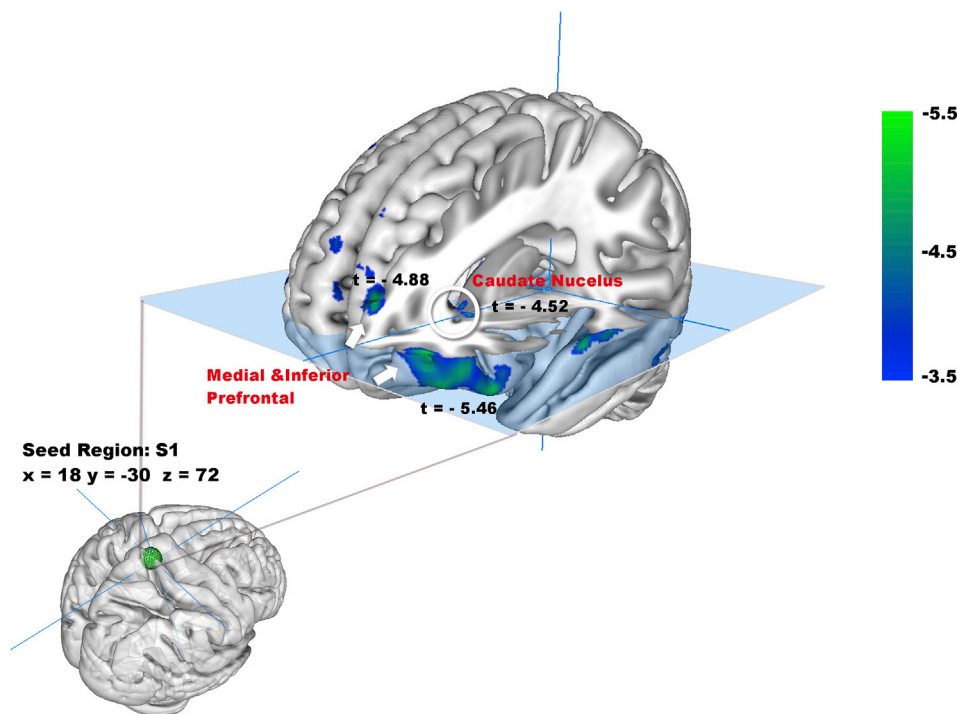 -5.5
t = - 4.88
Caudate Nucelus
t = - 4.52
-4.5
Medial &Inferior
Prefrontal
-3.5
t = - 5.46
Seed Region: S1
x = 18 y = -30 z = 72